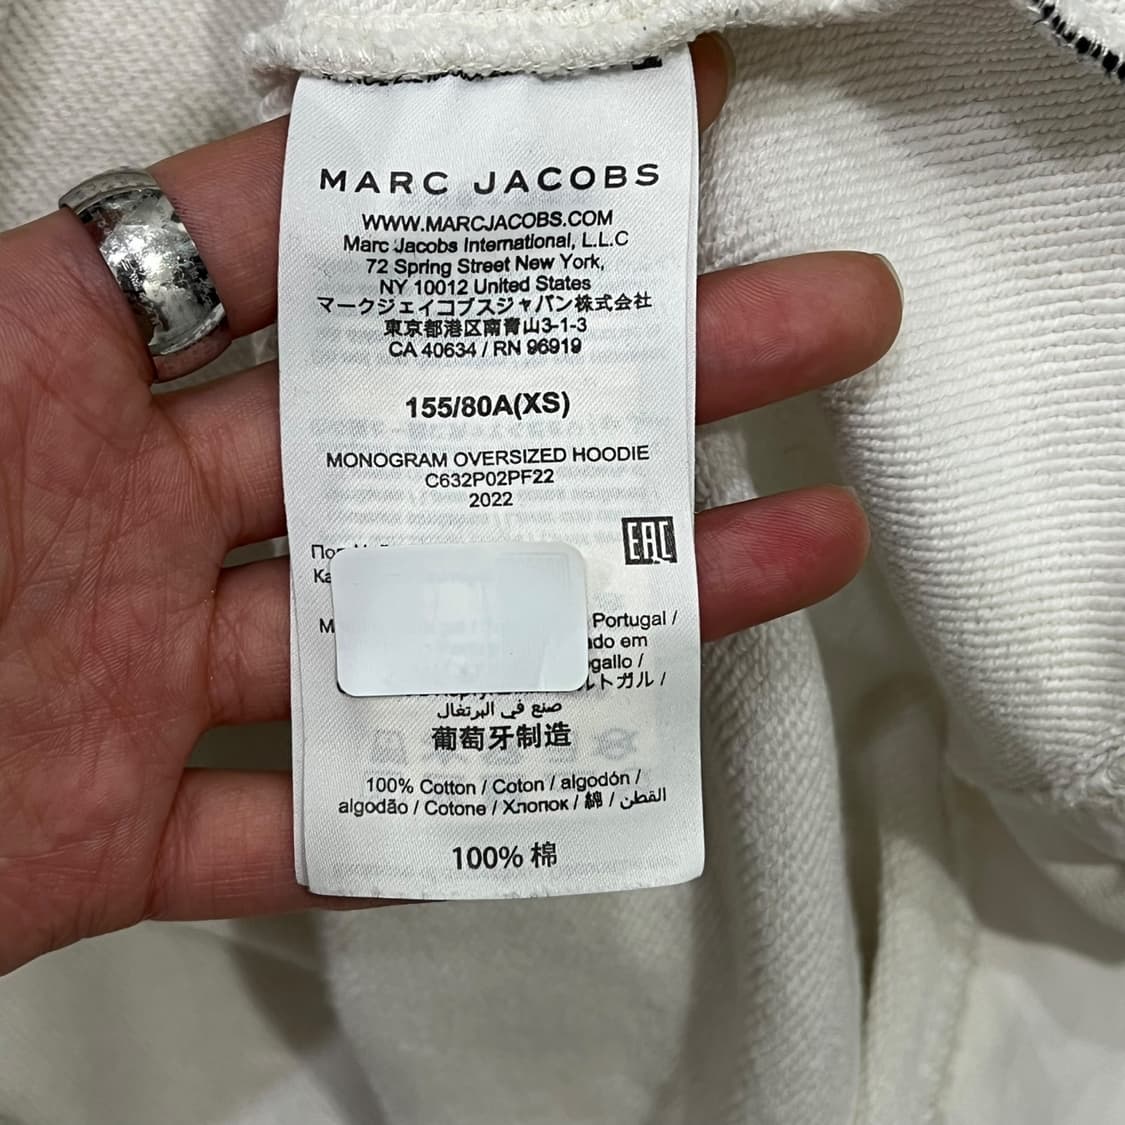 MARC JACOBS
WWW.MARCJACOBS.COM
Marc Jacobs International, L.L.C
72 Spring Street New York,
NY 10012 United States
マークジェイコブスジャパン株式会社
東京都港区南青山3-1-3
CA 40634 / RN 96919
155/80A(XS)
MONOGRAM OVERSIZED HOODIE
C632P02PF22
2022
EAC
Portugal /
ルトガル /
صنع في البرتغال
葡萄牙制造
100% Cotton / Coton / algodón /
algodão / Cotone / Хлопок / 綿 / القطن
100% 棉